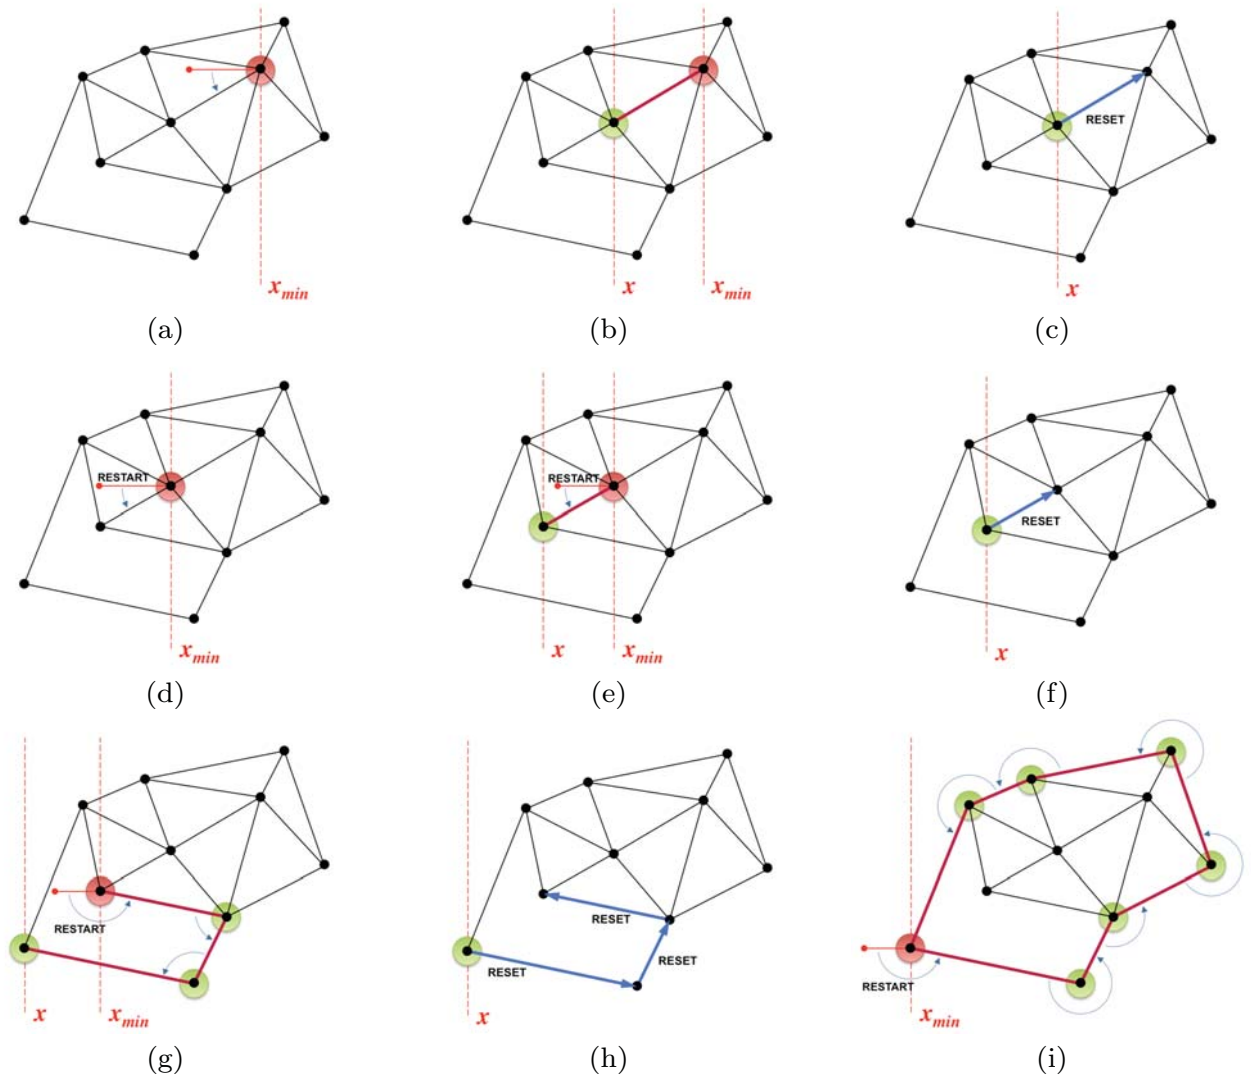 x_min
(a)
x x_min
(b)
RESET
x
(c)
RESTART
x_min
(d)
RESTART
x x_min
(e)
RESET
x
(f)
RESTART
x x_min
(g)
RESET
RESET
RESET
x
(h)
RESTART
x_min
(i)